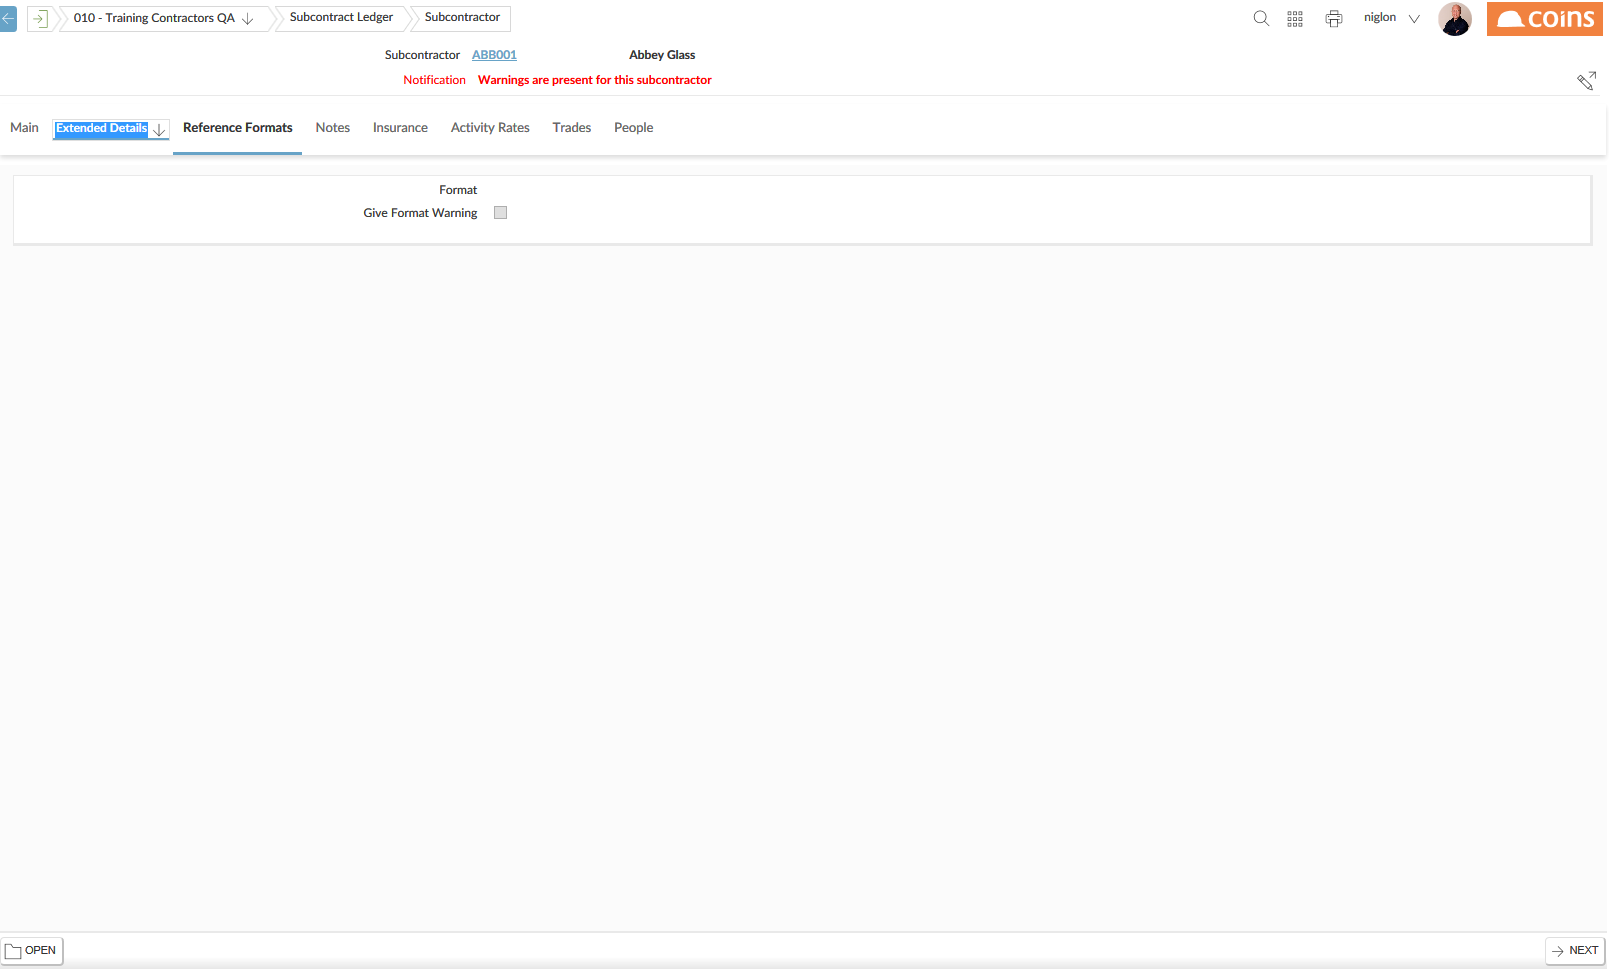 010 - Training Contractors QA Subcontract Ledger Subcontractor niglon coins
Subcontractor ABB001 Abbey Glass
Notification Warnings are present for this subcontractor
Main Extended Details Reference Formats Notes Insurance Activity Rates Trades People
Format
Give Format Warning
OPEN NEXT